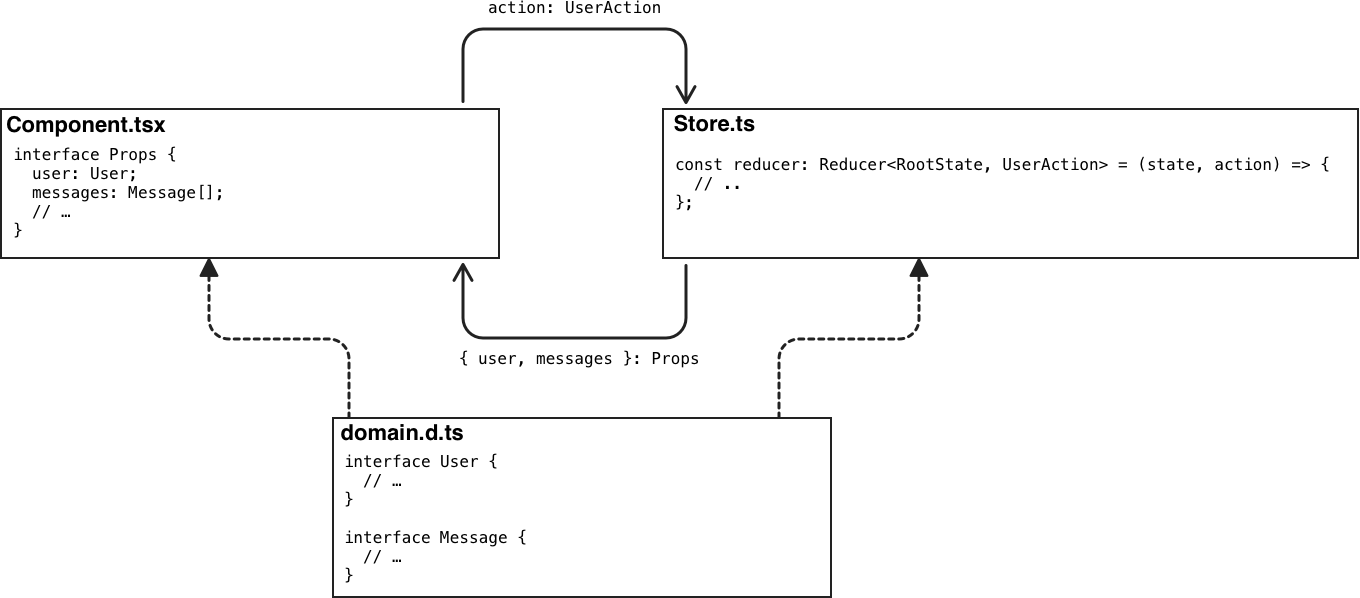 action: UserAction
Component.tsx
interface Props {
  user: User;
  messages: Message[];
  // …
}
Store.ts
const reducer: Reducer<RootState, UserAction> = (state, action) => {
  // ..
};
{ user, messages }: Props
domain.d.ts
interface User {
  // …
}
interface Message {
  // …
}